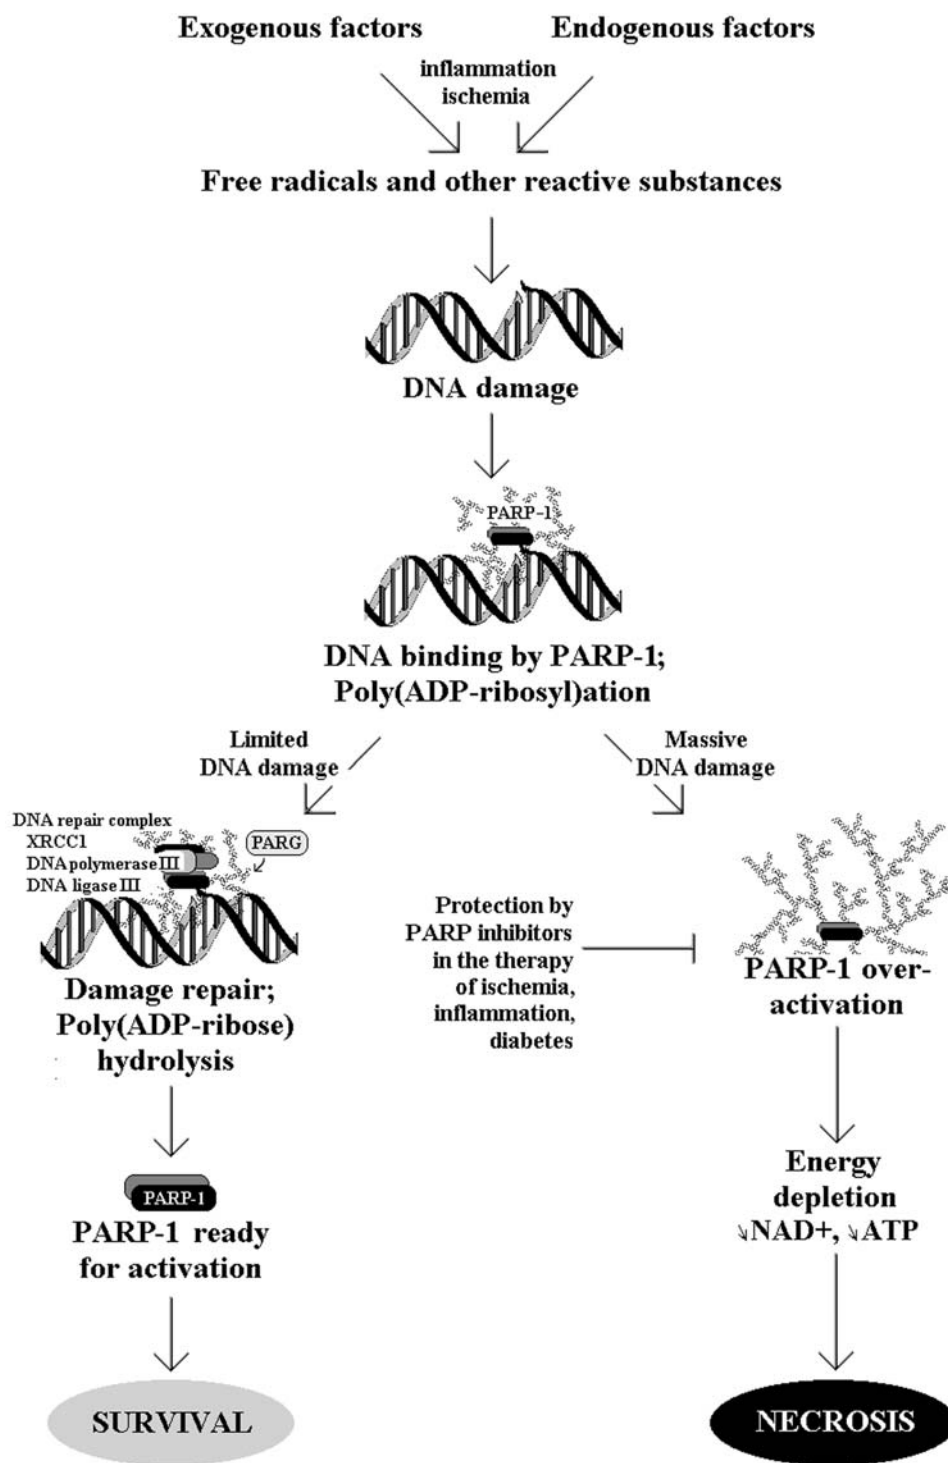 Exogenous factors
Endogenous factors
inflammation
ischemia
Free radicals and other reactive substances
DNA damage
PARP-1
DNA binding by PARP-1;
Poly(ADP-ribosyl)ation
Limited
DNA damage
Massive
DNA damage
DNA repair complex
XRCC1
DNA polymerase III
DNA ligase III
PARG
Damage repair;
Poly(ADP-ribose)
hydrolysis
Protection by
PARP inhibitors
in the therapy
of ischemia,
inflammation,
diabetes
PARP-1 over-
activation
PARP-1
PARP-1 ready
for activation
Energy
depletion
↘NAD+, ↘ATP
SURVIVAL
NECROSIS